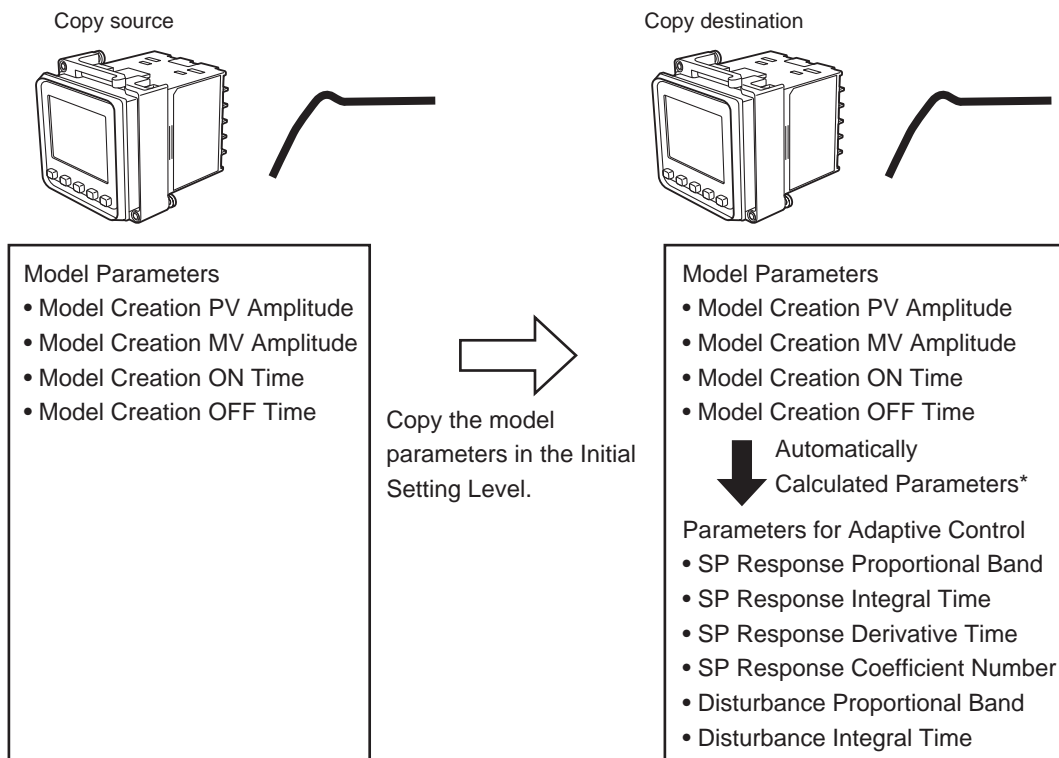 Copy source
Copy destination
Model Parameters
• Model Creation PV Amplitude
• Model Creation MV Amplitude
• Model Creation ON Time
• Model Creation OFF Time
Copy the model
parameters in the Initial
Setting Level.
Model Parameters
• Model Creation PV Amplitude
• Model Creation MV Amplitude
• Model Creation ON Time
• Model Creation OFF Time
Automatically
Calculated Parameters*
Parameters for Adaptive Control
• SP Response Proportional Band
• SP Response Integral Time
• SP Response Derivative Time
• SP Response Coefficient Number
• Disturbance Proportional Band
• Disturbance Integral Time